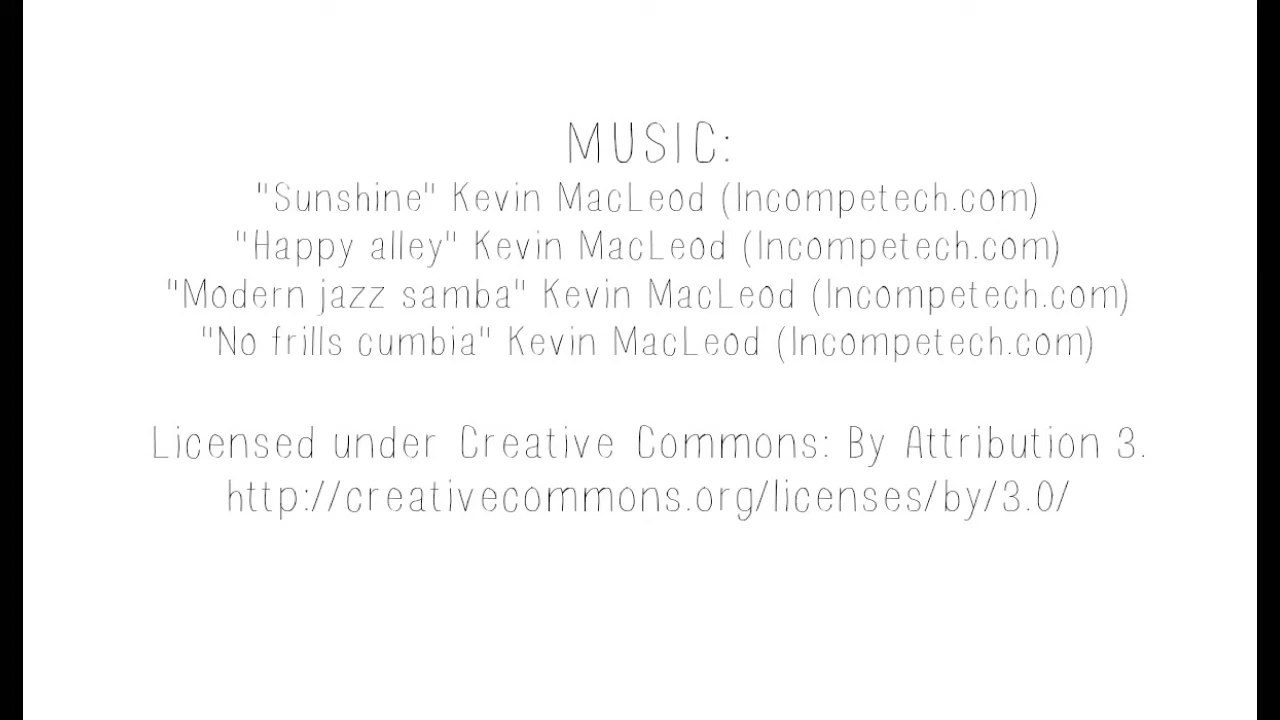 MUSIC:
"Sunshine" Kevin MacLeod (Incompetech.com)
"Happy alley" Kevin MacLeod (Incompetech.com)
"Modern jazz samba" Kevin MacLeod (Incompetech.com)
"No frills cumbia" Kevin MacLeod (Incompetech.com)
Licensed under Creative Commons: By Attribution 3.
http://creativecommons.org/licenses/by/3.0/